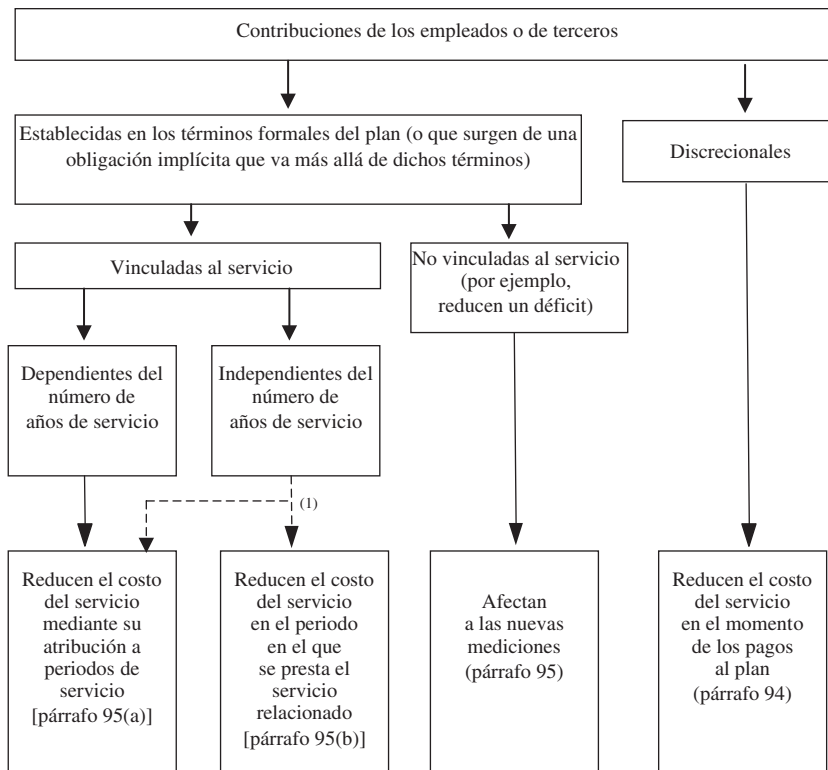 Contribuciones de los empleados o de terceros
Establecidas en los términos formales del plan (o que surgen de una
obligación implícita que va más allá de dichos términos)
Discrecionales
Vinculadas al servicio
No vinculadas al servicio
(por ejemplo,
reducen un déficit)
Dependientes del
número de
años de servicio
Independientes del
número de
años de servicio
(1)
Reducen el costo
del servicio
mediante su
atribución a
periodos de
servicio
[párrafo 95(a)]
Reducen el costo
del servicio
en el periodo
en el que
se presta el
servicio
relacionado
[párrafo 95(b)]
Afectan
a las nuevas
mediciones
(párrafo 95)
Reducen el costo
del servicio
en el momento
de los pagos
al plan
(párrafo 94)